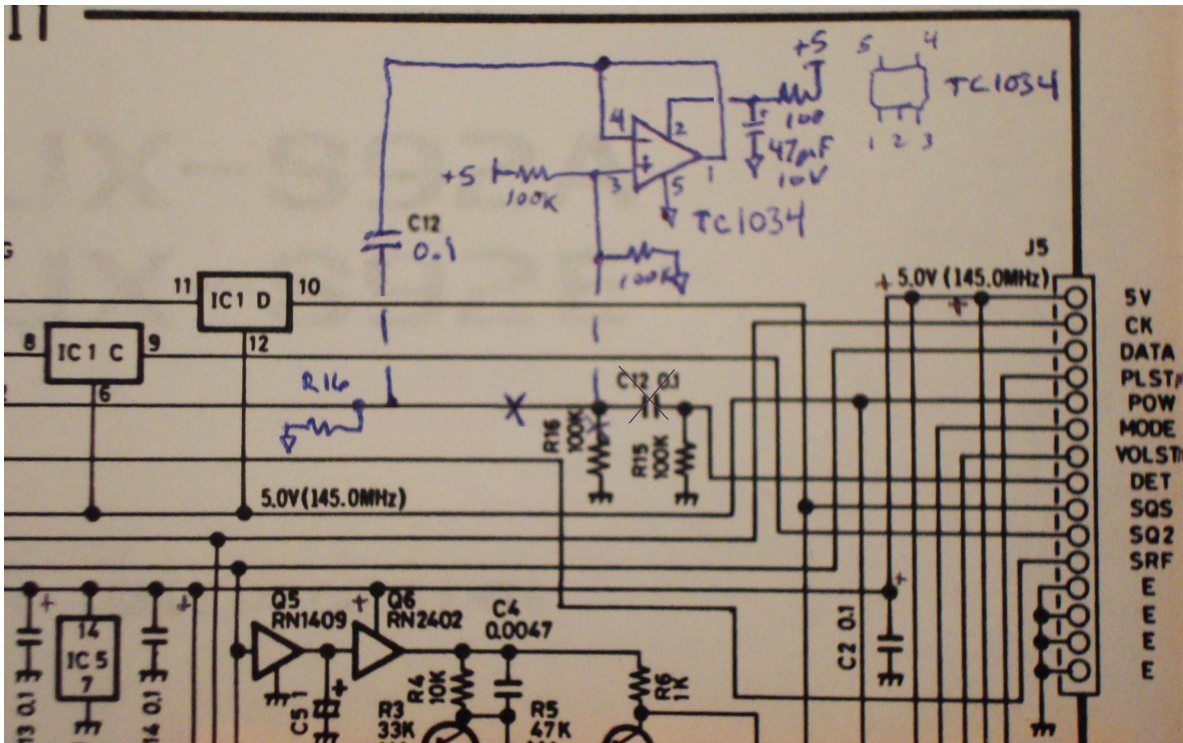 +5
5
4
TC1034
4
2
100
+
47µF
10V
1 2 3
+5
100K
3
5
1
TC1034
C12
0.1
100K
J5
+ 5.0V (145.0MHz)
+
11
IC1 D
10
5V
8
IC 1 C
9
12
CK
DATA
6
R16
C12 0.1
PLST/
POW
R16
100K
R15
100K
MODE
VOLST/
DET
5.0V (145.0MHz)
SQS
SQ2
SRF
+
+
+
+
E
Q5
RN1409
Q6
RN2402
C4
0.0047
E
14
IC 5
7
C2 0.1
E
E
13 0.1
14 0.1
C5 1
+
R4
10K
R6
1K
R3
33K
R5
47K